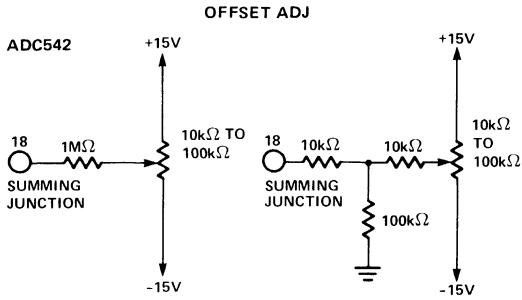 OFFSET ADJ
ADC542
+15V
18
1MΩ
10kΩ TO
100kΩ
SUMMING
JUNCTION
-15V
+15V
18
10kΩ
10kΩ
10kΩ
TO
100kΩ
SUMMING
JUNCTION
100kΩ
-15V